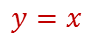 y = x